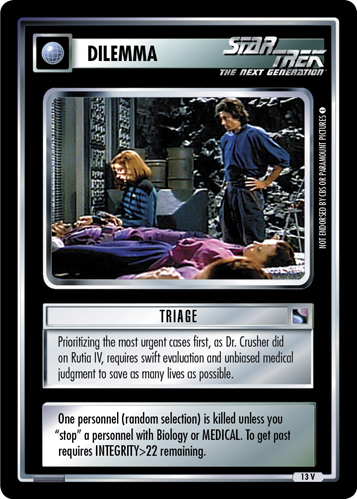 DILEMMA
STAR TREK
THE NEXT GENERATION
NOT ENDORSED BY CBS OR PARAMOUNT PICTURES
TRIAGE
Prioritizing the most urgent cases first, as Dr. Crusher did
on Rutia IV, requires swift evaluation and unbiased medical
judgment to save as many lives as possible.
One personnel (random selection) is killed unless you
"stop" a personnel with Biology or MEDICAL. To get past
requires INTEGRITY>22 remaining.
13 V